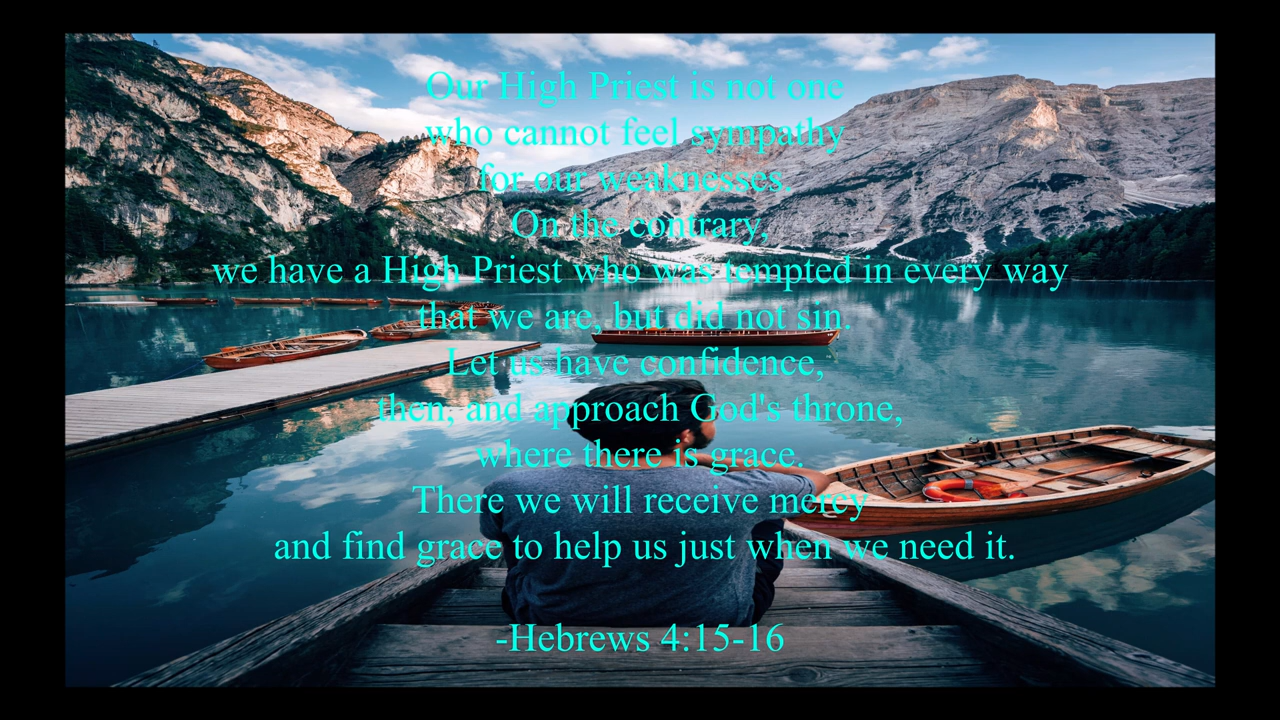 Our High Priest is not one
who cannot feel sympathy
for our weaknesses.
On the contrary,
we have a High Priest who was tempted in every way
that we are, but did not sin.
Let us have confidence,
then, and approach God's throne,
where there is grace.
There we will receive mercy
and find grace to help us just when we need it.
-Hebrews 4:15-16